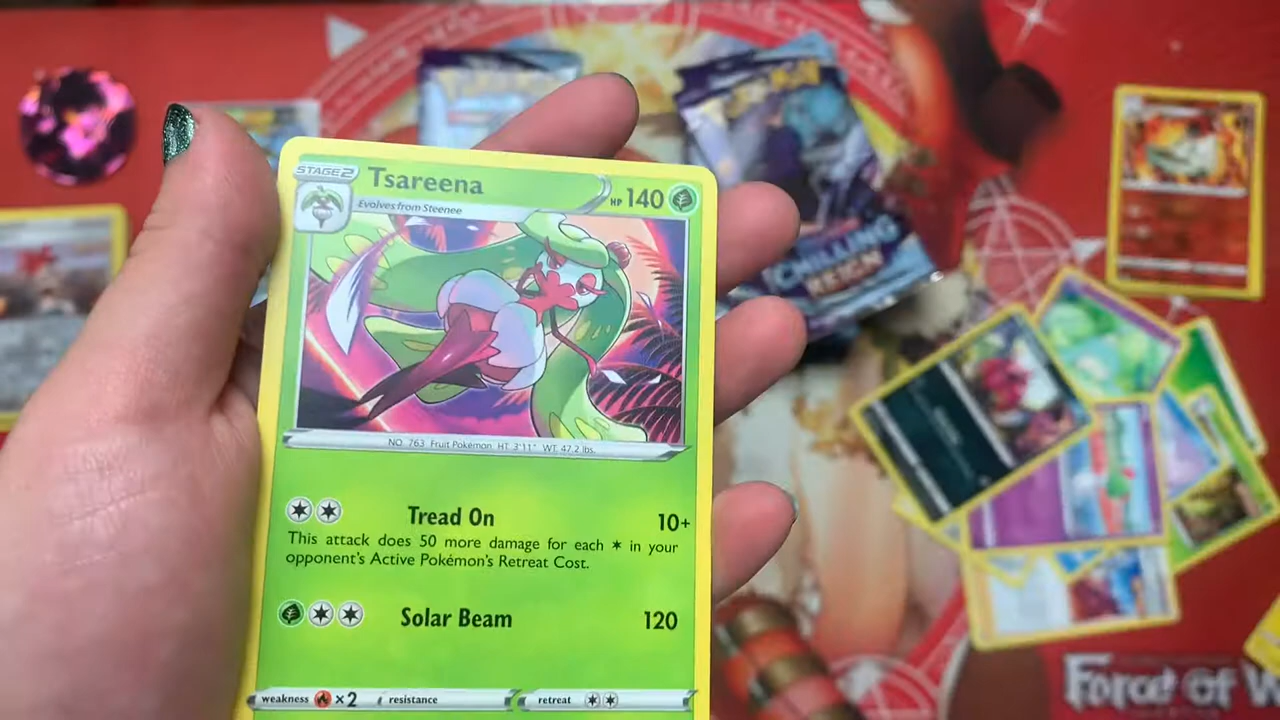 STAGE2
Tsareena
HP 140
Evolves from Steenee
NO. 763 Fruit Pokémon HT 3'11" WT 47.2 lbs.
Tread On 10+
This attack does 50 more damage for each ✶ in your
opponent's Active Pokémon's Retreat Cost.
Solar Beam 120
weakness ×2 resistance retreat
Pokémon
CHILLING
REIGN
Force of W